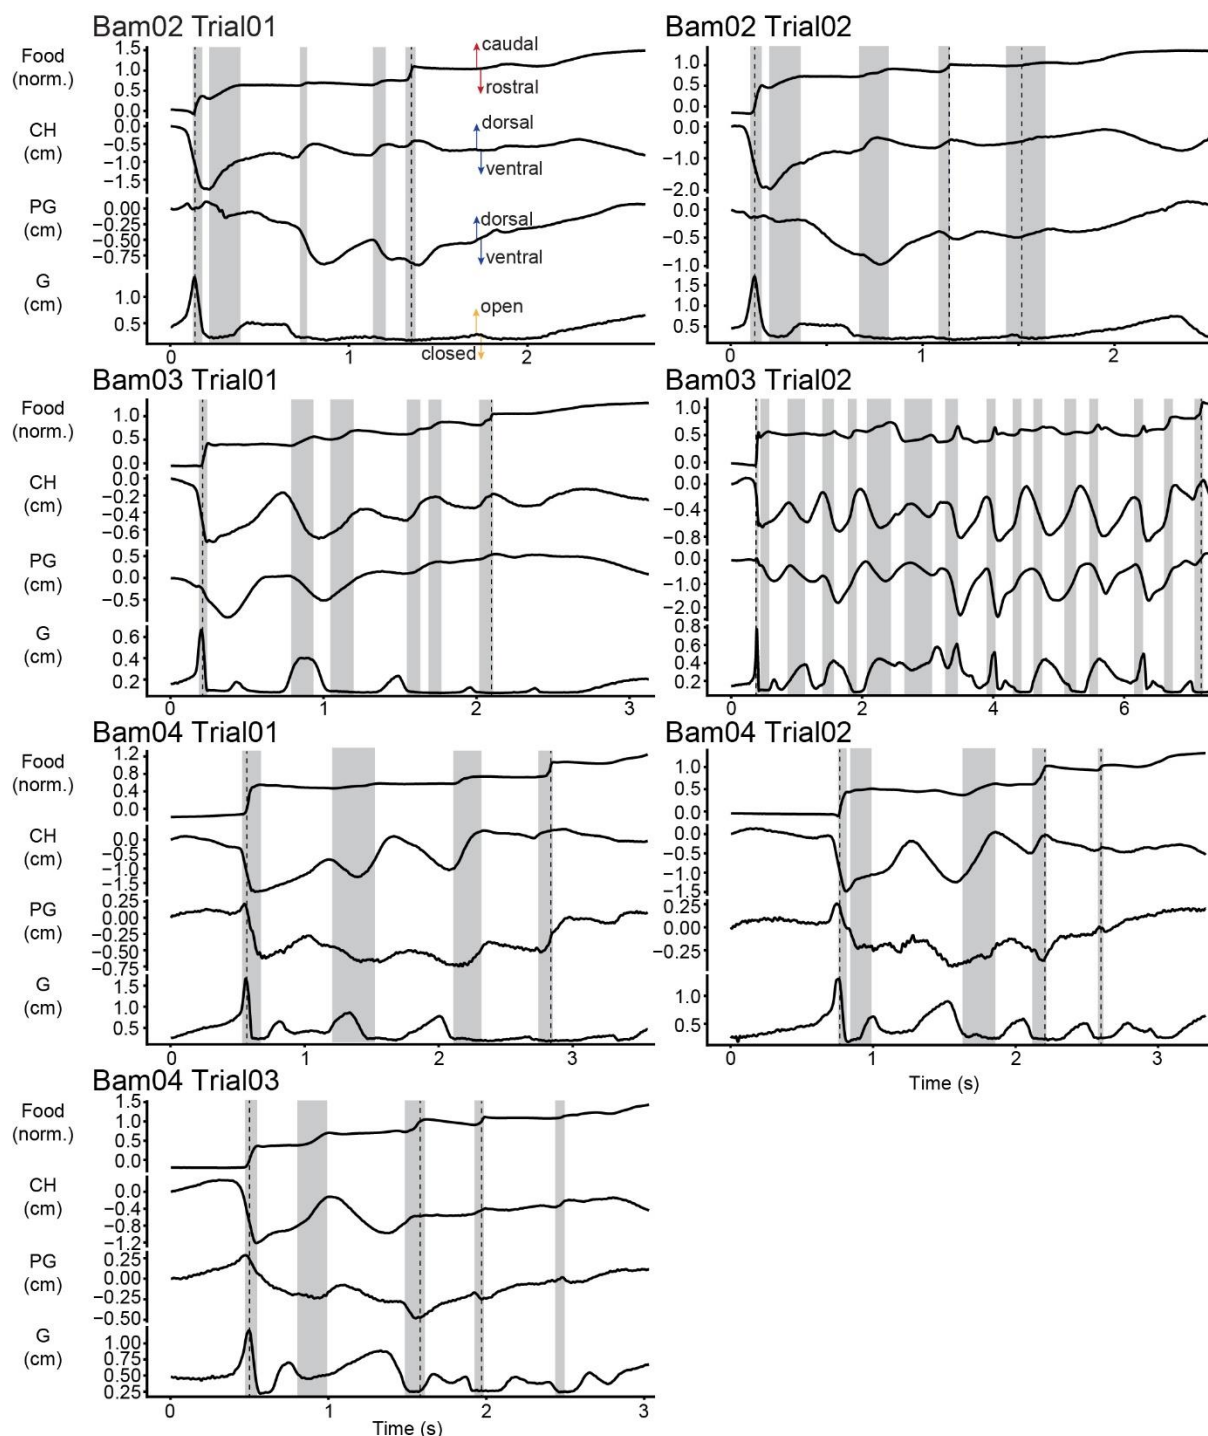 Bam02 Trial01
Food
(norm.)
1.5
1.0
0.5
0.0
caudal
rostral
CH
(cm)
0.0
−0.5
−1.0
−1.5
dorsal
ventral
PG
(cm)
0.00
−0.25
−0.50
−0.75
dorsal
ventral
G
(cm)
1.0
0.5
open
closed
0 1 2
Bam02 Trial02
1.5
1.0
0.5
0.0
0.0
−1.0
−2.0
0.0
−0.5
−1.0
1.5
1.0
0.5
0 1 2
Bam03 Trial01
Food
(norm.)
1.0
0.5
0.0
CH
(cm)
0.0
−0.2
−0.4
−0.6
PG
(cm)
0.5
0.0
−0.5
G
(cm)
0.6
0.4
0.2
0 1 2 3
Bam03 Trial02
1.0
0.5
0.0
0.0
−0.4
−0.8
0.0
−1.0
−2.0
0.8
0.6
0.4
0.2
0 2 4 6
Bam04 Trial01
Food
(norm.)
1.2
0.8
0.4
0.0
CH
(cm)
0.0
−0.5
−1.0
−1.5
PG
(cm)
0.25
0.00
−0.25
−0.50
−0.75
G
(cm)
1.5
1.0
0.5
0 1 2 3
Bam04 Trial02
1.0
0.5
0.0
0.0
−0.5
−1.0
−1.5
0.25
0.00
−0.25
1.0
0.5
0 1 2 3
Time (s)
Bam04 Trial03
Food
(norm.)
1.5
1.0
0.5
0.0
CH
(cm)
0.0
−0.4
−0.8
−1.2
PG
(cm)
0.25
0.00
−0.25
−0.50
G
(cm)
1.00
0.75
0.50
0.25
0 1 2 3
Time (s)